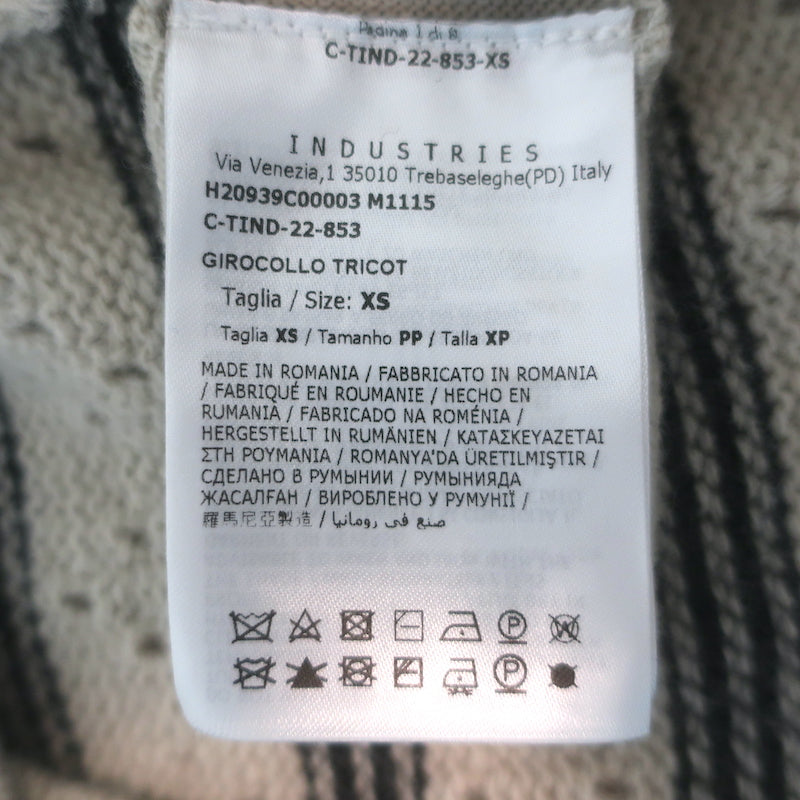 Pagina 1 di 8
C-TIND-22-853-XS
INDUSTRIES
Via Venezia,1 35010 Trebaseleghe(PD) Italy
H20939C00003 M1115
C-TIND-22-853
GIROCOLLO TRICOT
Taglia / Size: XS
Taglia XS / Tamanho PP / Talla XP
MADE IN ROMANIA / FABBRICATO IN ROMANIA
/ FABRIQUÉ EN ROUMANIE / HECHO EN
RUMANIA / FABRICADO NA ROMÉNIA /
HERGESTELLT IN RUMÄNIEN / ΚΑΤΑΣΚΕΥΑΖΕΤΑΙ
ΣΤΗ ΡΟΥΜΑΝΙΑ / ROMANYA'DA ÜRETILMIŞTIR /
СДЕЛАНО В РУМЫНИИ / РУМЫНИЯДА
ЖАСАЛҒАН / ВИРОБЛЕНО У РУМУНІЇ /
羅馬尼亞製造 / صنع في رومانيا
P W
P